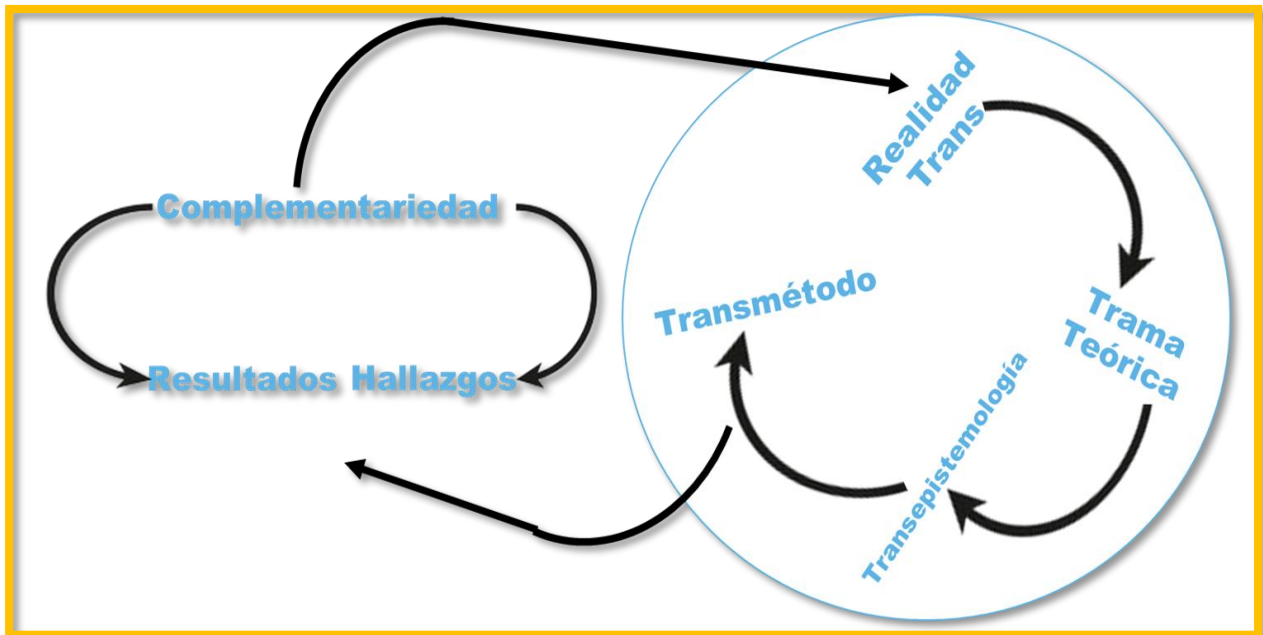 Complementariedad
Resultados Hallazgos
Realidad
Trans
Trama
Teórica
Transepistemología
Transmétodo